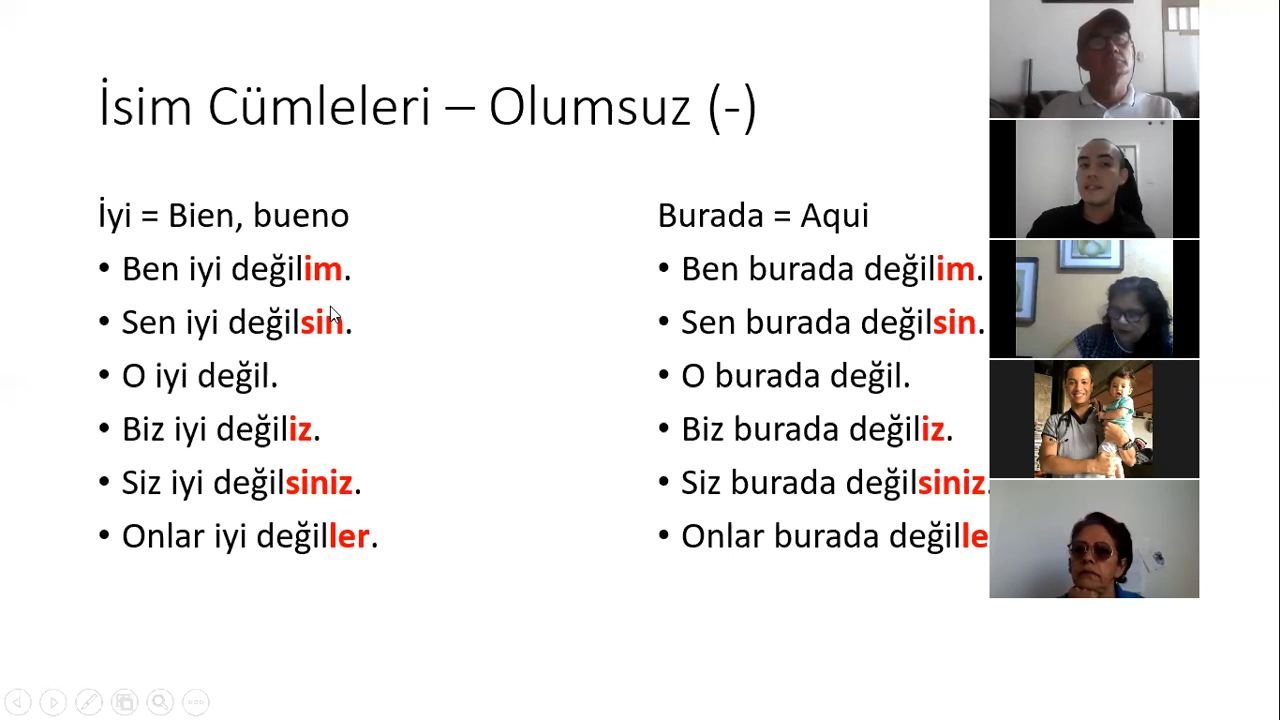 İsim Cümleleri – Olumsuz (-)
İyi = Bien, bueno
• Ben iyi değilim.
• Sen iyi değilsin.
• O iyi değil.
• Biz iyi değiliz.
• Siz iyi değilsiniz.
• Onlar iyi değiller.
Burada = Aqui
• Ben burada değilim.
• Sen burada değilsin.
• O burada değil.
• Biz burada değiliz.
• Siz burada değilsiniz.
• Onlar burada değille